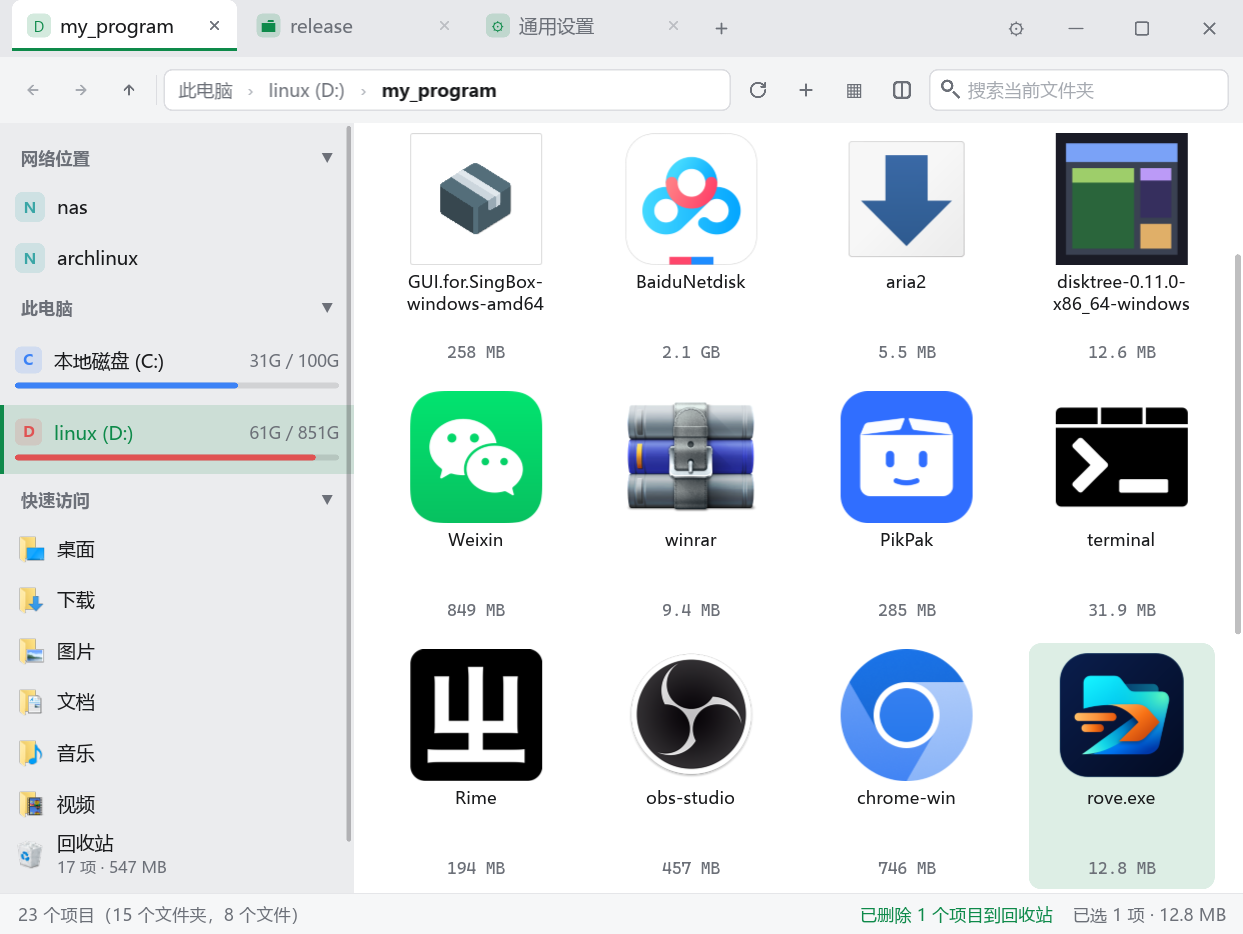 D my_program ✕
release ✕
通用设置 ✕ +
此电脑 › linux (D:) › my_program
搜索当前文件夹
网络位置 ▼
N nas
N archlinux
此电脑 ▼
C 本地磁盘 (C:) 31G / 100G
D linux (D:) 61G / 851G
快速访问 ▼
桌面
下载
图片
文档
音乐
视频
回收站
17 项 · 547 MB
GUI.for.SingBox-
windows-amd64
258 MB
BaiduNetdisk
2.1 GB
aria2
5.5 MB
disktree-0.11.0-
x86_64-windows
12.6 MB
Weixin
849 MB
winrar
9.4 MB
PikPak
285 MB
terminal
31.9 MB
Rime
194 MB
obs-studio
457 MB
chrome-win
746 MB
rove.exe
12.8 MB
23 个项目（15 个文件夹，8 个文件）
已删除 1 个项目到回收站 已选 1 项 · 12.8 MB